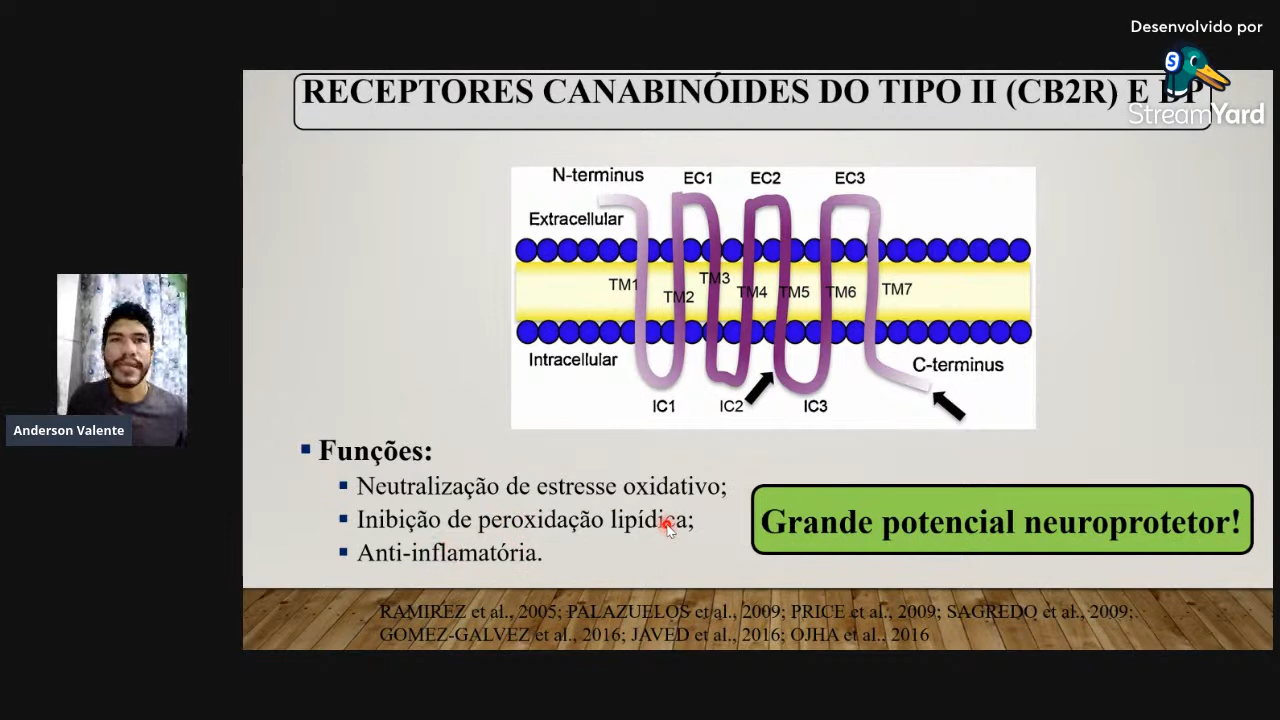 Desenvolvido por
StreamYard
RECEPTORES CANABINÓIDES DO TIPO II (CB2R) E DP
N-terminus
EC1
EC2
EC3
Extracellular
TM1
TM2
TM3
TM4
TM5
TM6
TM7
Intracellular
C-terminus
IC1
IC2
IC3
Anderson Valente
Funções:
Neutralização de estresse oxidativo;
Inibição de peroxidação lipídica;
Anti-inflamatória.
Grande potencial neuroprotetor!
RAMIREZ et al., 2005; PALAZUELOS et al., 2009; PRICE et al., 2009; SAGREDO et al., 2009;
GOMEZ-GALVEZ et al., 2016; JAVED et al., 2016; OJHA et al., 2016